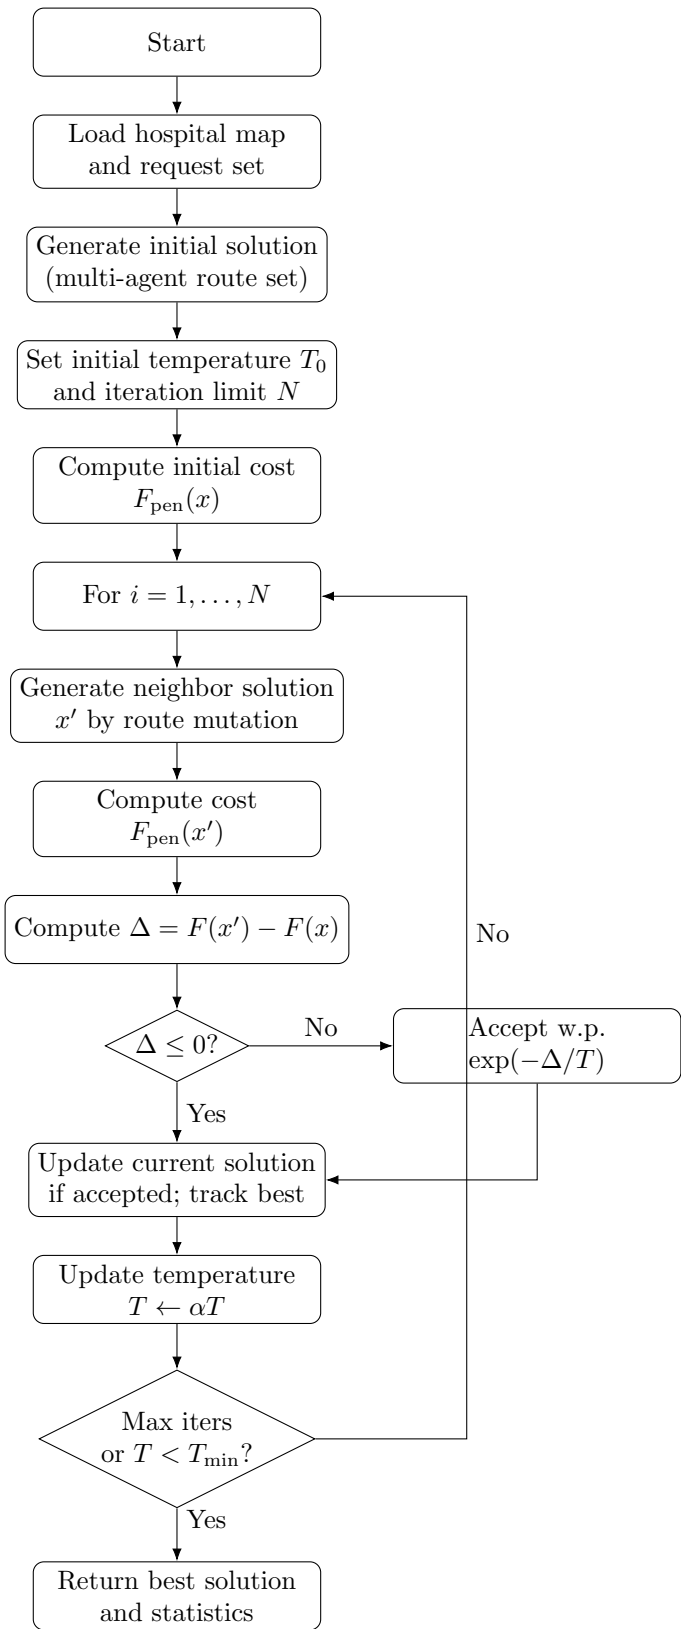 Start
Load hospital map
and request set
Generate initial solution
(multi-agent route set)
Set initial temperature T₀
and iteration limit N
Compute initial cost
F_pen(x)
For i = 1, . . . , N
Generate neighbor solution
x′ by route mutation
Compute cost
F_pen(x′)
Compute Δ = F(x′) − F(x)
No
Δ ≤ 0?
No
Accept w.p.
exp(−Δ/T)
Yes
Update current solution
if accepted; track best
Update temperature
T ← αT
Max iters
or T < T_min?
Yes
Return best solution
and statistics